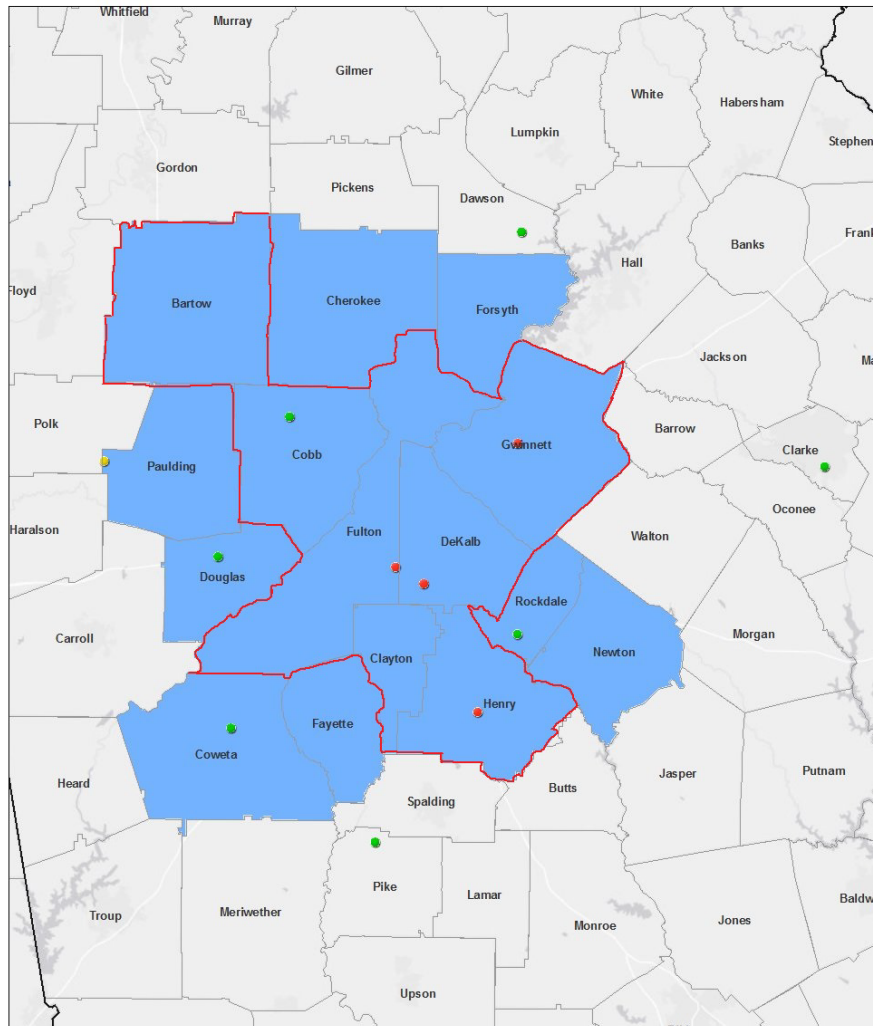 Whitfield
Murray
Gilmer
White
Habersham
Lumpkin
Stephen
Gordon
Pickens
Dawson
Banks
Frank
Hall
Floyd
Bartow
Cherokee
Forsyth
Jackson
Ma
Polk
Cobb
Gwinnett
Barrow
Clarke
Paulding
Oconee
Haralson
Fulton
DeKalb
Walton
Douglas
Rockdale
Carroll
Morgan
Clayton
Newton
Henry
Fayette
Coweta
Heard
Jasper
Putnam
Butts
Spalding
Pike
Lamar
Troup
Meriwether
Monroe
Jones
Baldw
Upson